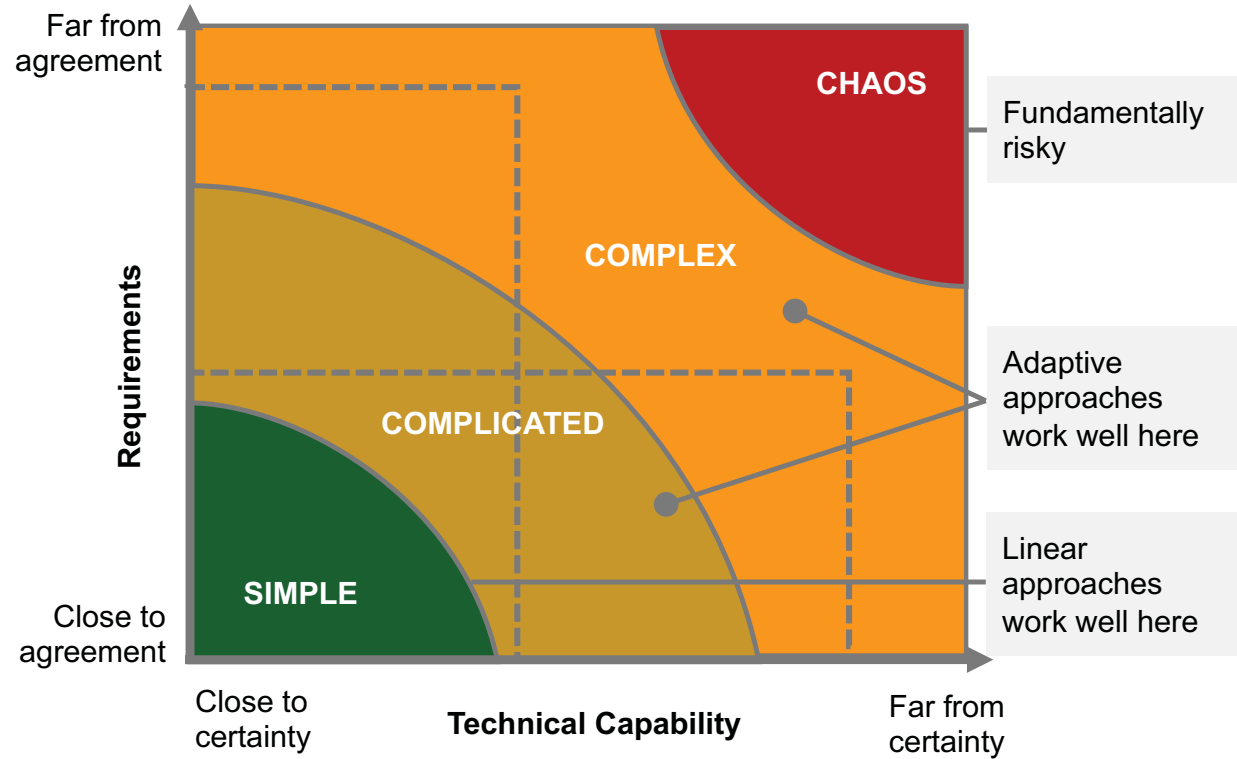 Far from
agreement
CHAOS
Fundamentally
risky
COMPLEX
Requirements
Adaptive
approaches
work well here
COMPLICATED
Linear
approaches
work well here
SIMPLE
Close to
agreement
Close to
certainty
Technical Capability
Far from
certainty